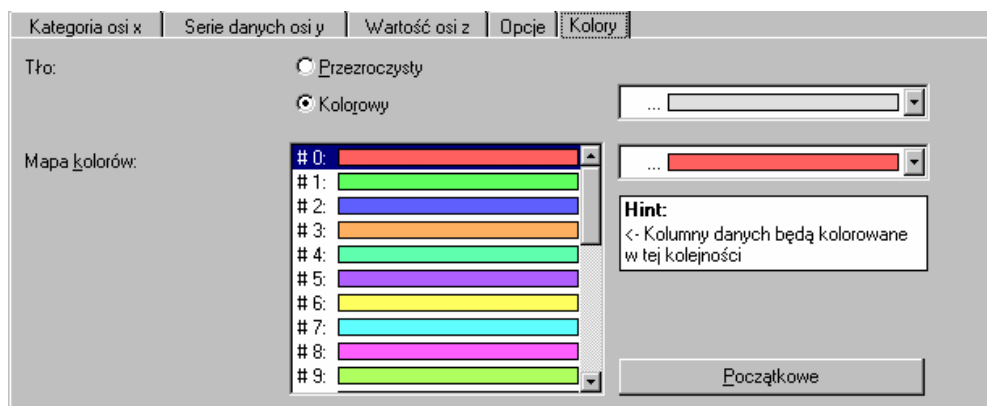 Kategoria osi x Serie danych osi y Wartość osi z Opcje Kolory
Tło: Przezroczysty
Kolorowy ...
Mapa kolorów: # 0: ...
# 1:
# 2: Hint:
# 3: <- Kolumny danych będą kolorowane
# 4: w tej kolejności
# 5:
# 6:
# 7:
# 8:
# 9: Początkowe